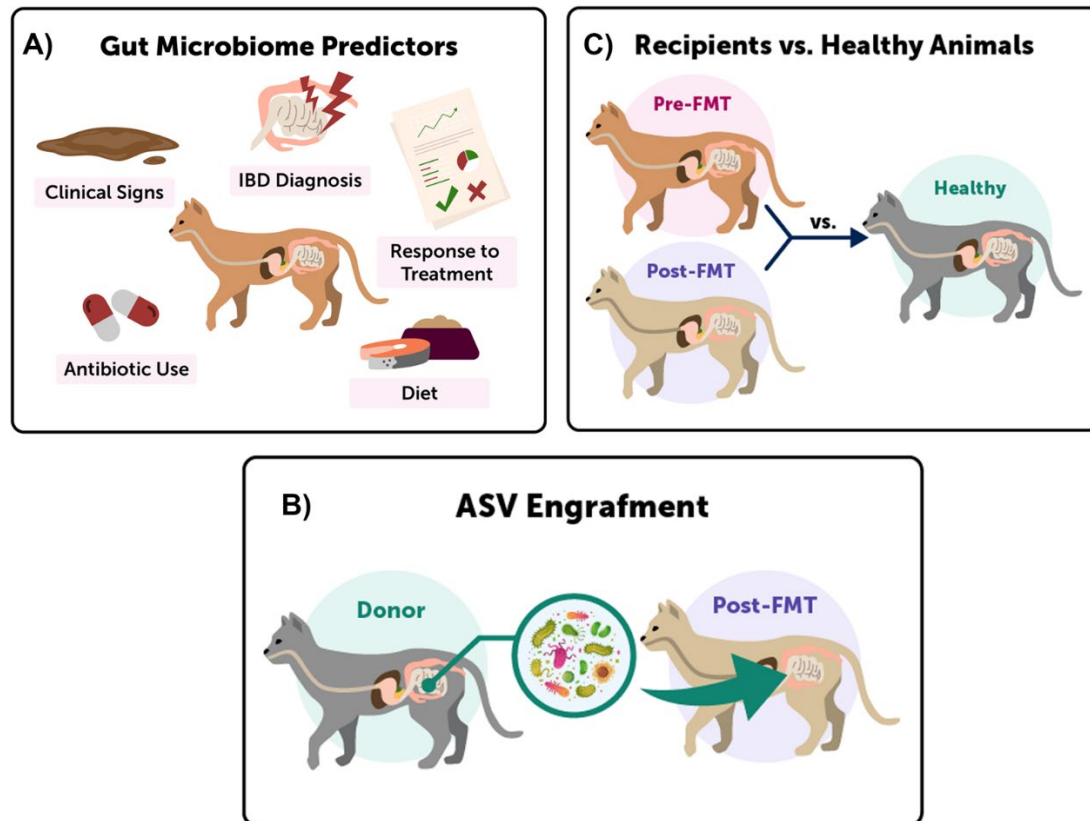 A)
Gut Microbiome Predictors
Clinical Signs
IBD Diagnosis
Response to
Treatment
Antibiotic Use
Diet
C)
Recipients vs. Healthy Animals
Pre-FMT
Healthy
vs.
Post-FMT
B)
ASV Engrafment
Donor
Post-FMT